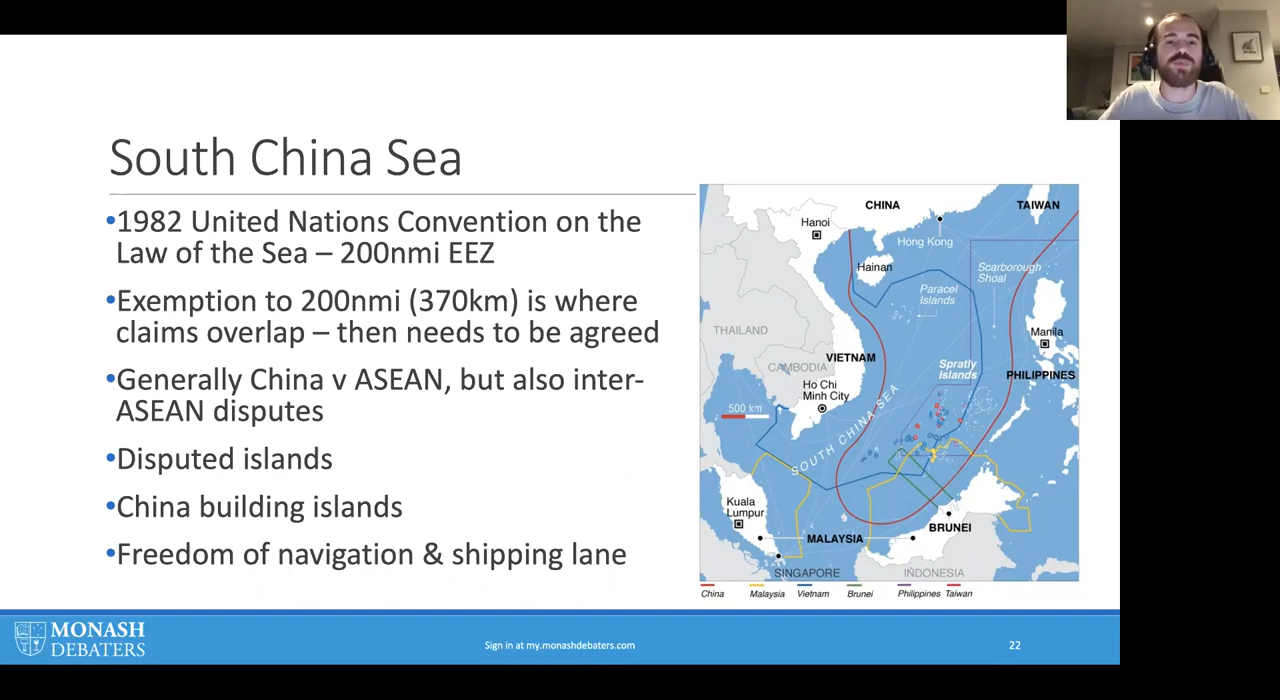 South China Sea
•1982 United Nations Convention on the
Law of the Sea – 200nmi EEZ
•Exemption to 200nmi (370km) is where
claims overlap – then needs to be agreed
•Generally China v ASEAN, but also inter-
ASEAN disputes
•Disputed islands
•China building islands
•Freedom of navigation & shipping lane
CHINA
TAIWAN
Hanoi
Hong Kong
Hainan
Scarborough
Shoal
Paracel
Islands
THAILAND
Manila
VIETNAM
CAMBODIA
Spratly
Islands
PHILIPPINES
Ho Chi
Minh City
500 km
SOUTH CHINA SEA
Kuala
Lumpur
BRUNEI
MALAYSIA
SINGAPORE
INDONESIA
China Malaysia Vietnam Brunei Philippines Taiwan
MONASH
DEBATERS
Sign in at my.monashdebaters.com
22